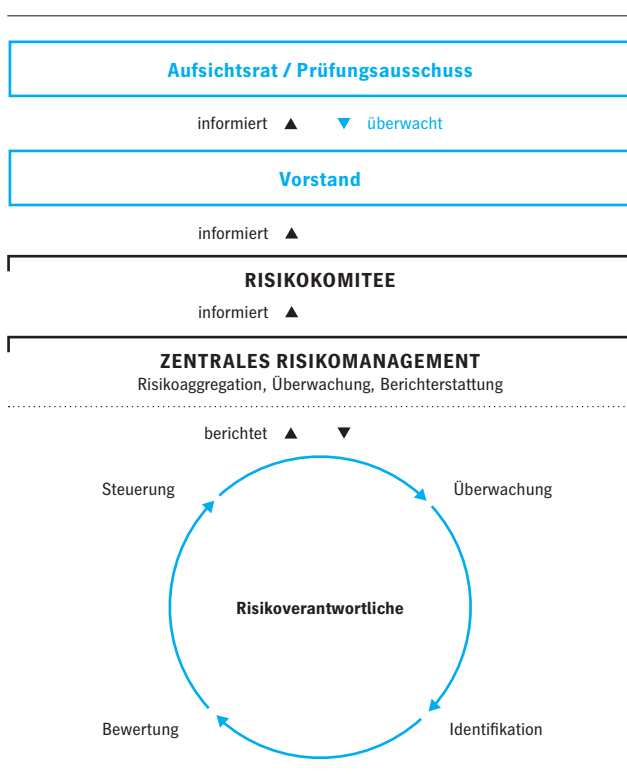 Aufsichtsrat / Prüfungsausschuss
informiert ▲ ▼ überwacht
Vorstand
informiert ▲
RISIKOKOMITEE
informiert ▲
ZENTRALES RISIKOMANAGEMENT
Risikoaggregation, Überwachung, Berichterstattung
berichtet ▲ ▼
Steuerung
Überwachung
Risikoverantwortliche
Bewertung
Identifikation